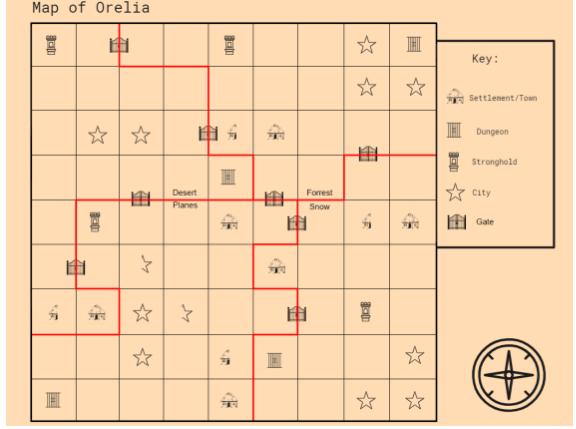 Map of Orelia
Key:
Settlement/Town
Dungeon
Stronghold
City
Gate
Desert
Planes
Forrest
Snow